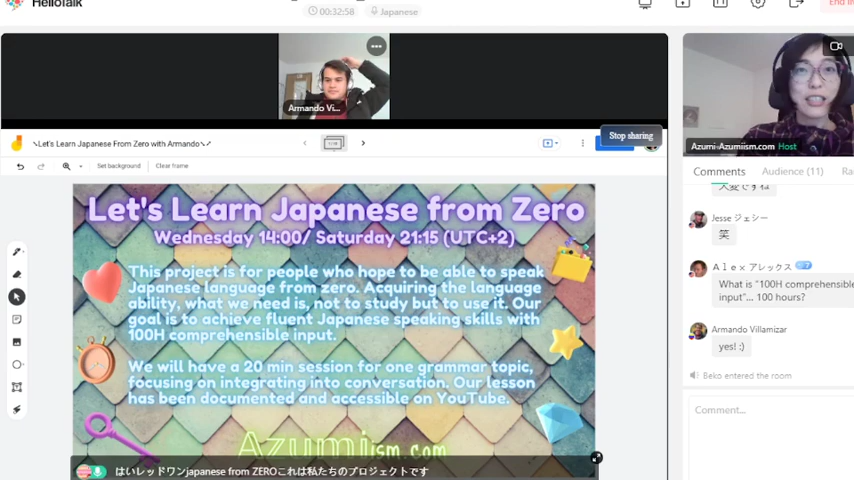 HelloTalk
00:32:58
Japanese
Armando Vi...
Azumi-Azumiism.com Host
Let's Learn Japanese From Zero with Armando
Stop sharing
Set background
Clear frame
Let's Learn Japanese from Zero
Wednesday 14:00/ Saturday 21:15 (UTC+2)
This project is for people who hope to be able to speak
Japanese language from zero. Acquiring the language
ability, what we need is, not to study but to use it. Our
goal is to achieve fluent Japanese speaking skills with
100H comprehensible input.
We will have a 20 min session for one grammar topic,
focusing on integrating into conversation. Our lesson
has been documented and accessible on YouTube.
Azumiism.com
はいレッドワンjapanese from ZEROこれは私たちのプロジェクトです
Comments
Audience (11)
Ra
大変ですね
Jesse ジェシー
笑
Alex アレックス
What is "100H comprehensible
input"... 100 hours?
Armando Villamizar
yes! :)
Beko entered the room
Comment...